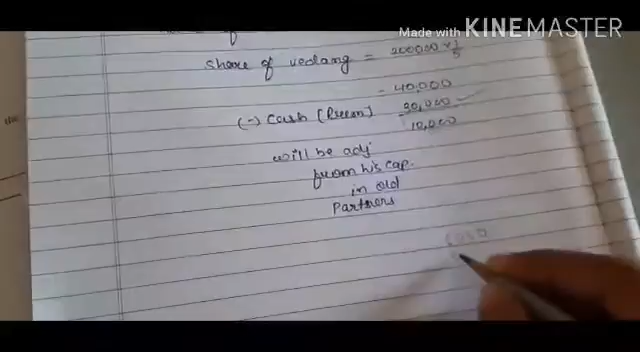 Made with KINEMASTER
Share of vedang = 200000 × 1/5
= 40,000
(-) Cash (Prem) - 30,000
10,000
will be adj
from his cap.
in old
Partners